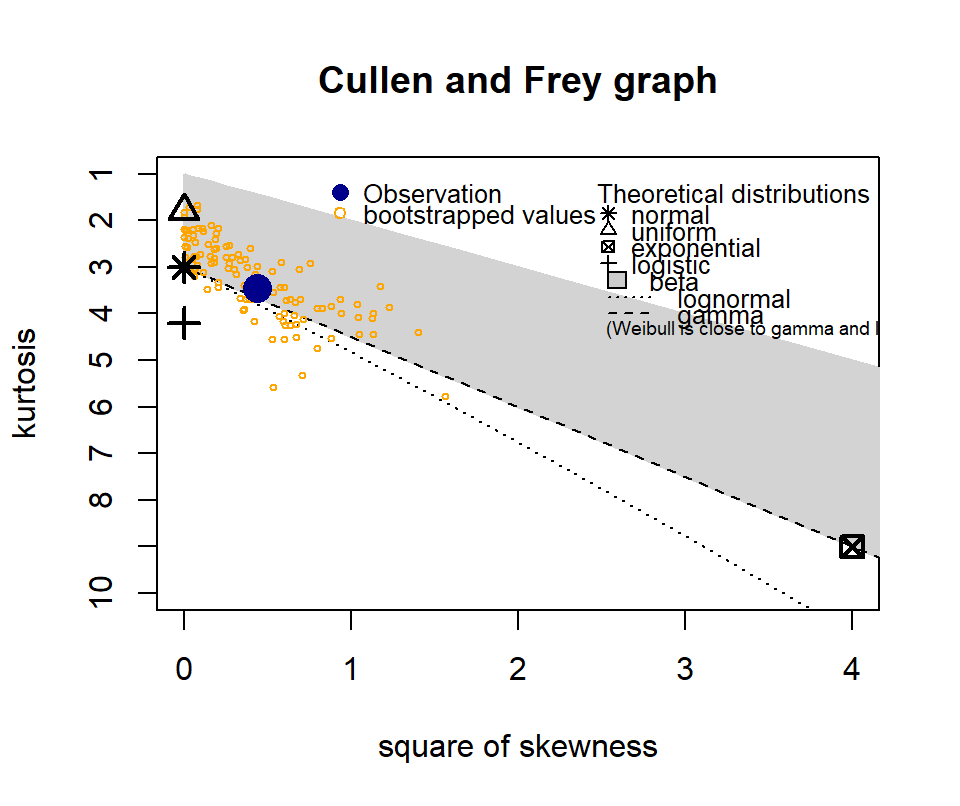 Cullen and Frey graph
Observation
bootstrapped values
Theoretical distributions
normal
uniform
exponential
logistic
beta
lognormal
gamma
(Weibull is close to gamma and l
kurtosis
1
2
3
4
5
6
7
8
10
0 1 2 3 4
square of skewness